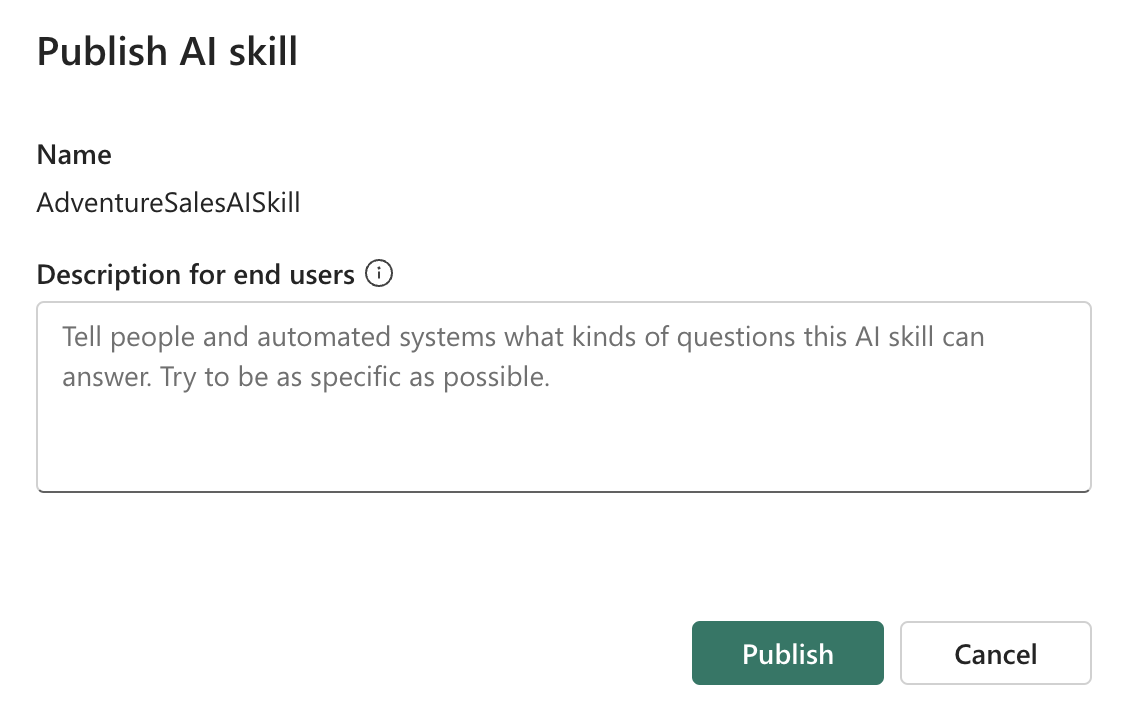 Publish AI skill
Name
AdventureSalesAISkill
Description for end users
Tell people and automated systems what kinds of questions this AI skill can
answer. Try to be as specific as possible.
Publish
Cancel